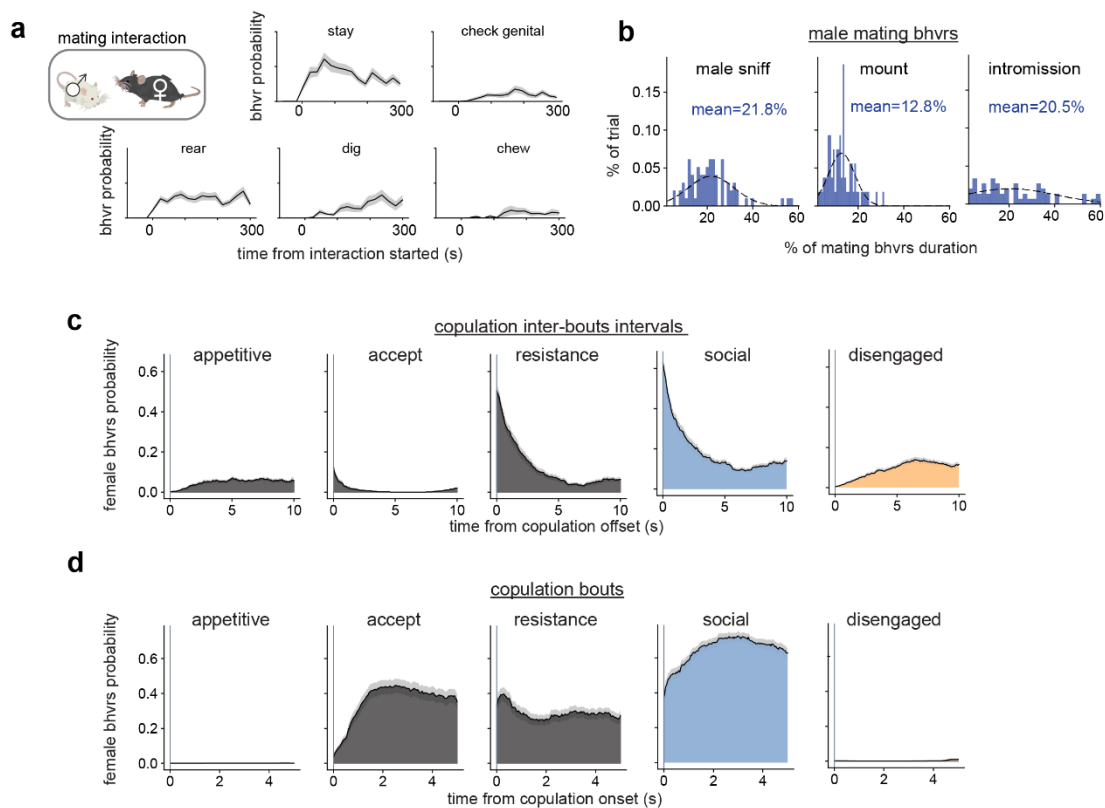 a
mating interaction
♂
♀
bhvr probability
stay
check genital
0
300
0
300
bhvr probability
rear
dig
chew
0
300
0
300
0
300
time from interaction started (s)
b
male mating bhvrs
male sniff
mount
intromission
mean=21.8%
mean=12.8%
mean=20.5%
% of trial
0.15
0.10
0.05
0.00
20
40
60
20
40
60
20
40
60
% of mating bhvrs duration
c
copulation inter-bouts intervals
appetitive
accept
resistance
social
disengaged
female bhvrs probability
0.6
0.4
0.2
0.0
0
5
10
0
5
10
0
5
10
0
5
10
0
5
10
time from copulation offset (s)
d
copulation bouts
appetitive
accept
resistance
social
disengaged
female bhvrs probability
0.6
0.4
0.2
0.0
0
2
4
0
2
4
0
2
4
0
2
4
0
2
4
time from copulation onset (s)